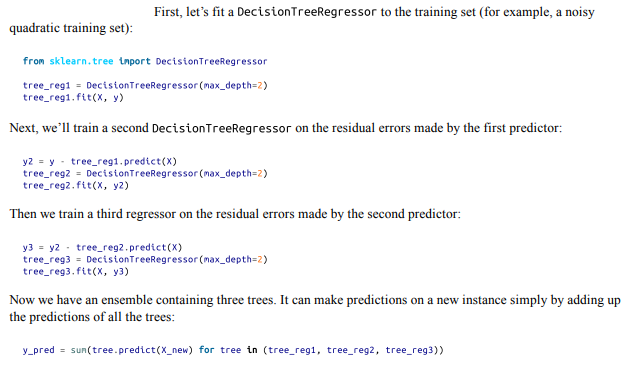 First, let’s fit a DecisionTreeRegressor to the training set (for example, a noisy
quadratic training set):
from sklearn.tree import DecisionTreeRegressor
tree_reg1 = DecisionTreeRegressor(max_depth=2)
tree_reg1.fit(X, y)
Next, we’ll train a second DecisionTreeRegressor on the residual errors made by the first predictor:
y2 = y - tree_reg1.predict(X)
tree_reg2 = DecisionTreeRegressor(max_depth=2)
tree_reg2.fit(X, y2)
Then we train a third regressor on the residual errors made by the second predictor:
y3 = y2 - tree_reg2.predict(X)
tree_reg3 = DecisionTreeRegressor(max_depth=2)
tree_reg3.fit(X, y3)
Now we have an ensemble containing three trees. It can make predictions on a new instance simply by adding up
the predictions of all the trees:
y_pred = sum(tree.predict(X_new) for tree in (tree_reg1, tree_reg2, tree_reg3))